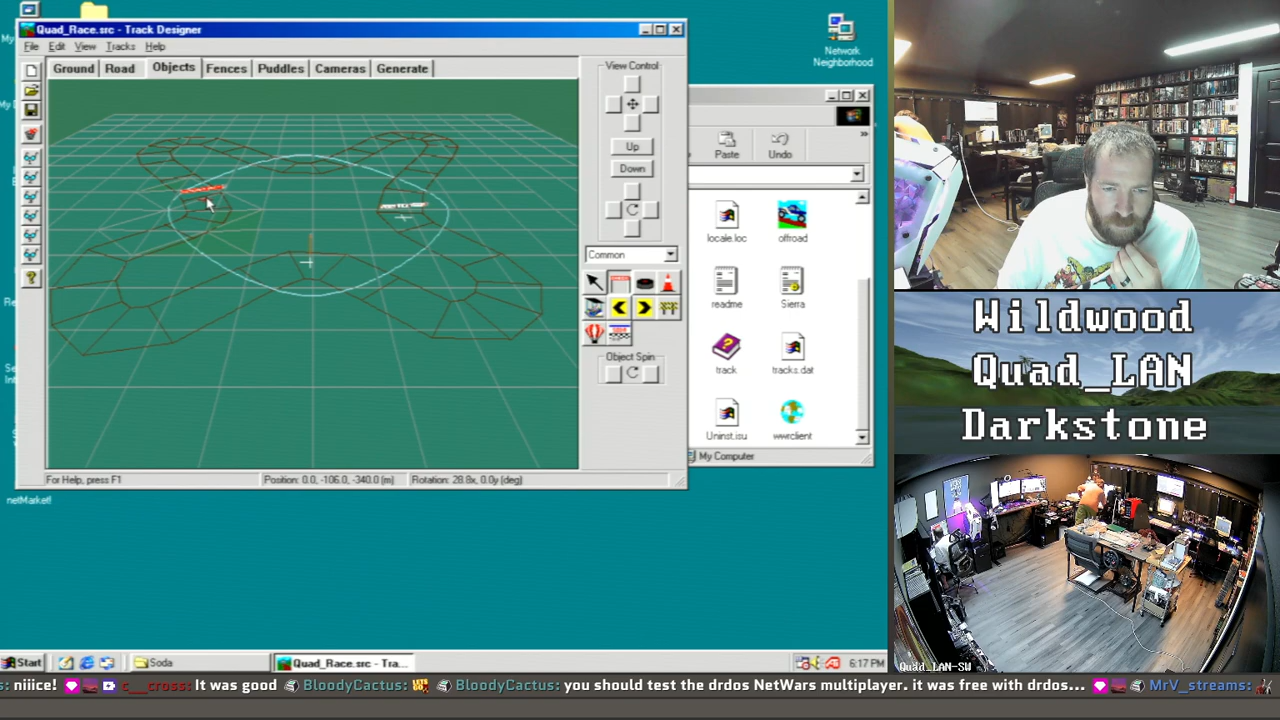 Quad_Race.src - Track Designer
File Edit View Tracks Help
Ground Road Objects Fences Puddles Cameras Generate
View Control
Up
Down
Common
Object Spin
For Help, press F1
Position: 0.0, -106.0, -340.0 (m)
Rotation: 28.8x, 0.0y (deg)
Network
Neighborhood
Paste
Undo
locale.loc
offroad
readme
Sierra
track
tracks.dat
Uninst.isu
wwrclient
My Computer
netMarket!
Start
Soda
Quad_Race.src - Tra...
6:17 PM
Wildwood
Quad_LAN
Darkstone
Quad_LAN-SW
s: niiice!
c__cross: It was good
BloodyCactus:
BloodyCactus: you should test the drdos NetWars multiplayer. it was free with drdos...
MrV_streams: